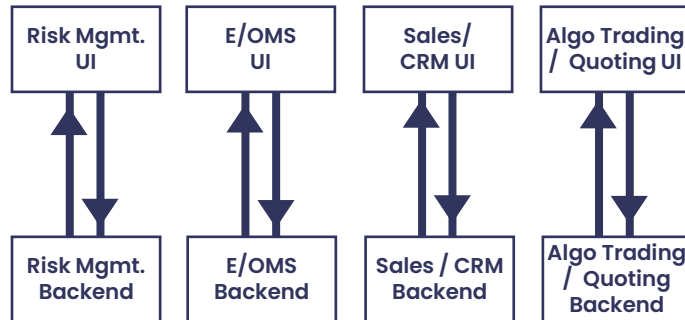 Risk Mgmt.
UI
E/OMS
UI
Sales/
CRM UI
Algo Trading
/ Quoting UI
Risk Mgmt.
Backend
E/OMS
Backend
Sales / CRM
Backend
Algo Trading
/ Quoting
Backend